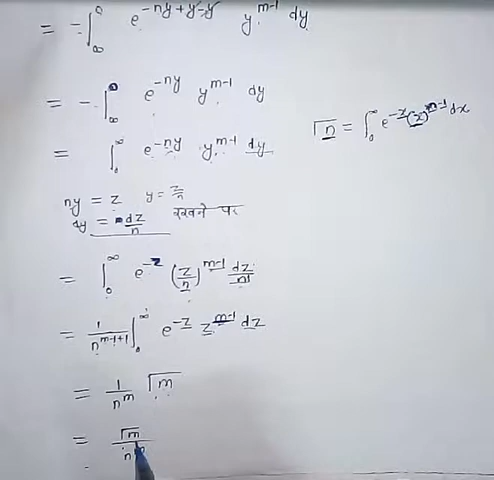 = -∫_∞^0 e^{-ny+y-y} y^{m-1} dy
= -∫_∞^0 e^{-ny} y^{m-1} dy
= ∫_0^∞ e^{-ny} y^{m-1} dy
Γn = ∫_0^∞ e^{-x} (x)^{n-1} dx
ny = z y = z/n
dy = dz/n रखने पर
= ∫_0^∞ e^{-z} (z/n)^{m-1} dz/n
= 1/n^{m-1+1} ∫_0^∞ e^{-z} z^{m-1} dz
= 1/n^m Γm
= Γm/n^m